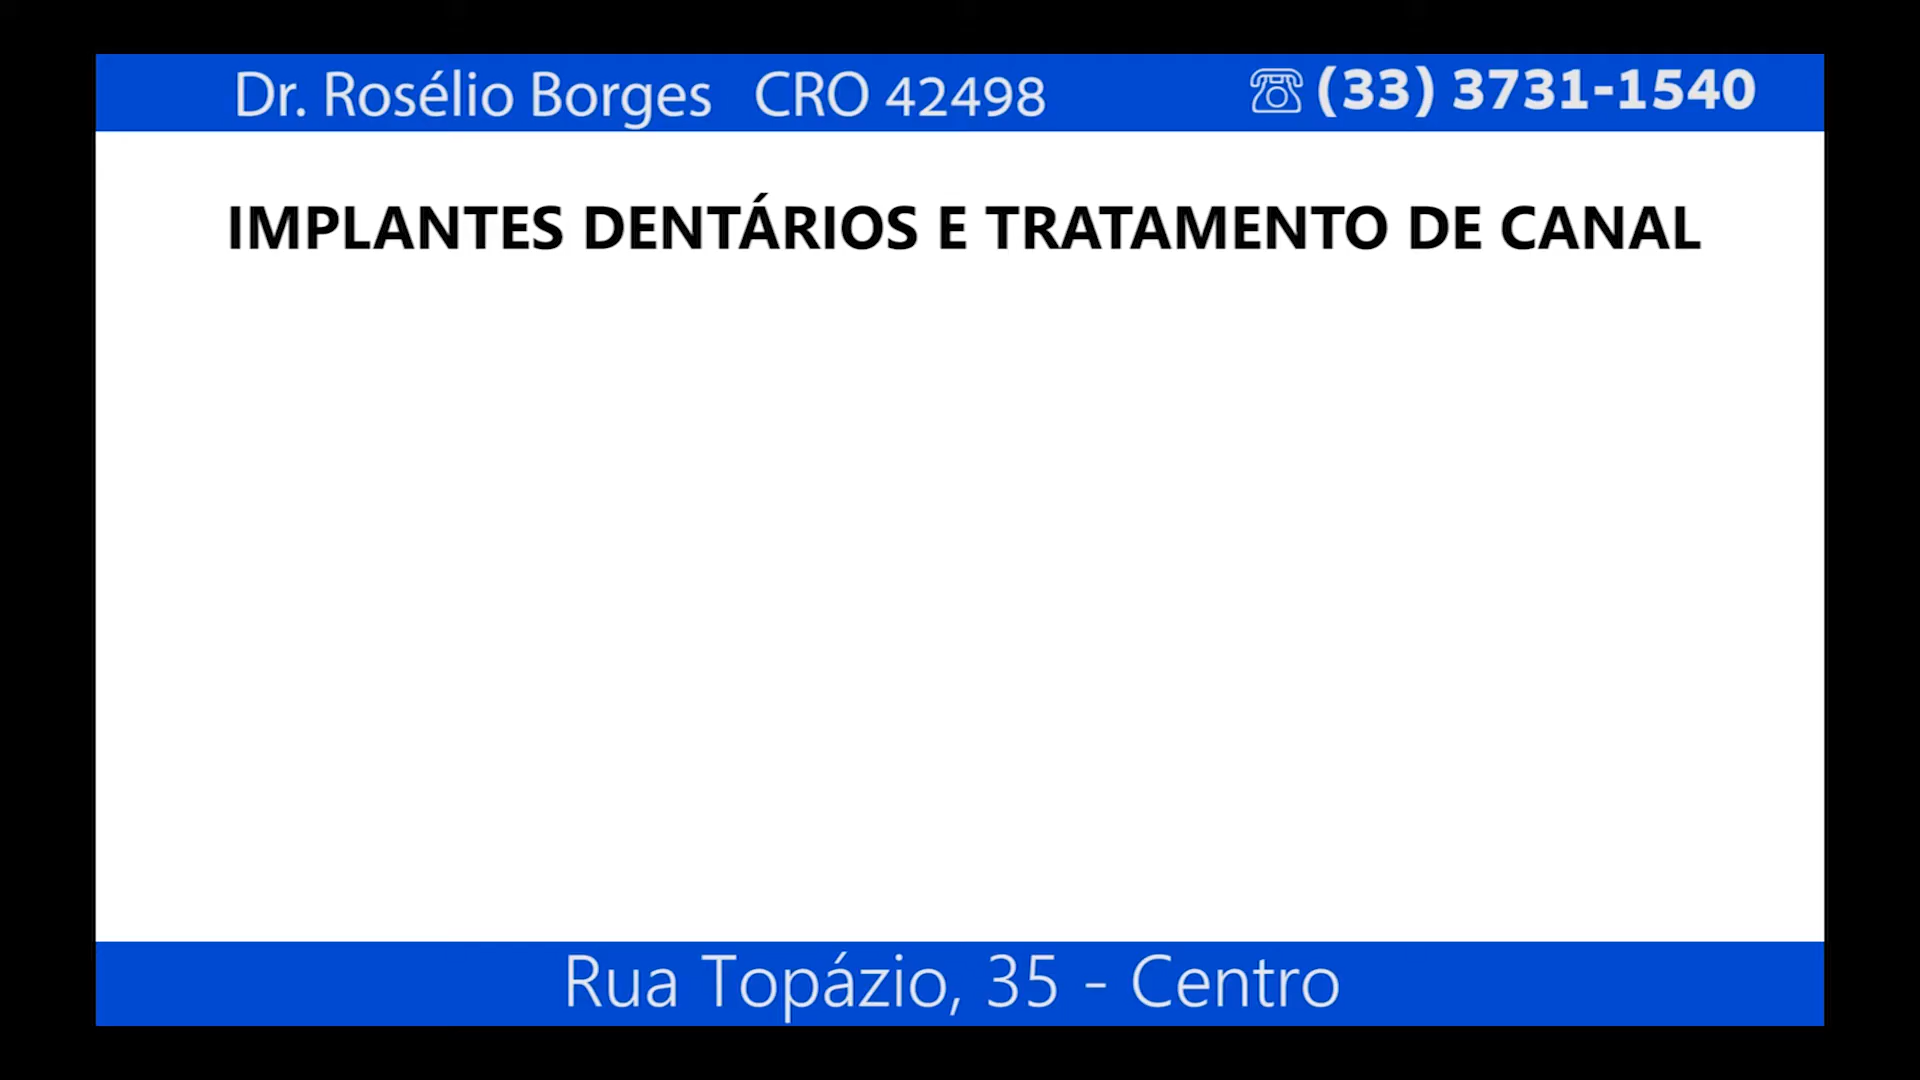 Dr. Rosélio Borges CRO 42498 (33) 3731-1540
IMPLANTES DENTÁRIOS E TRATAMENTO DE CANAL
Rua Topázio, 35 - Centro